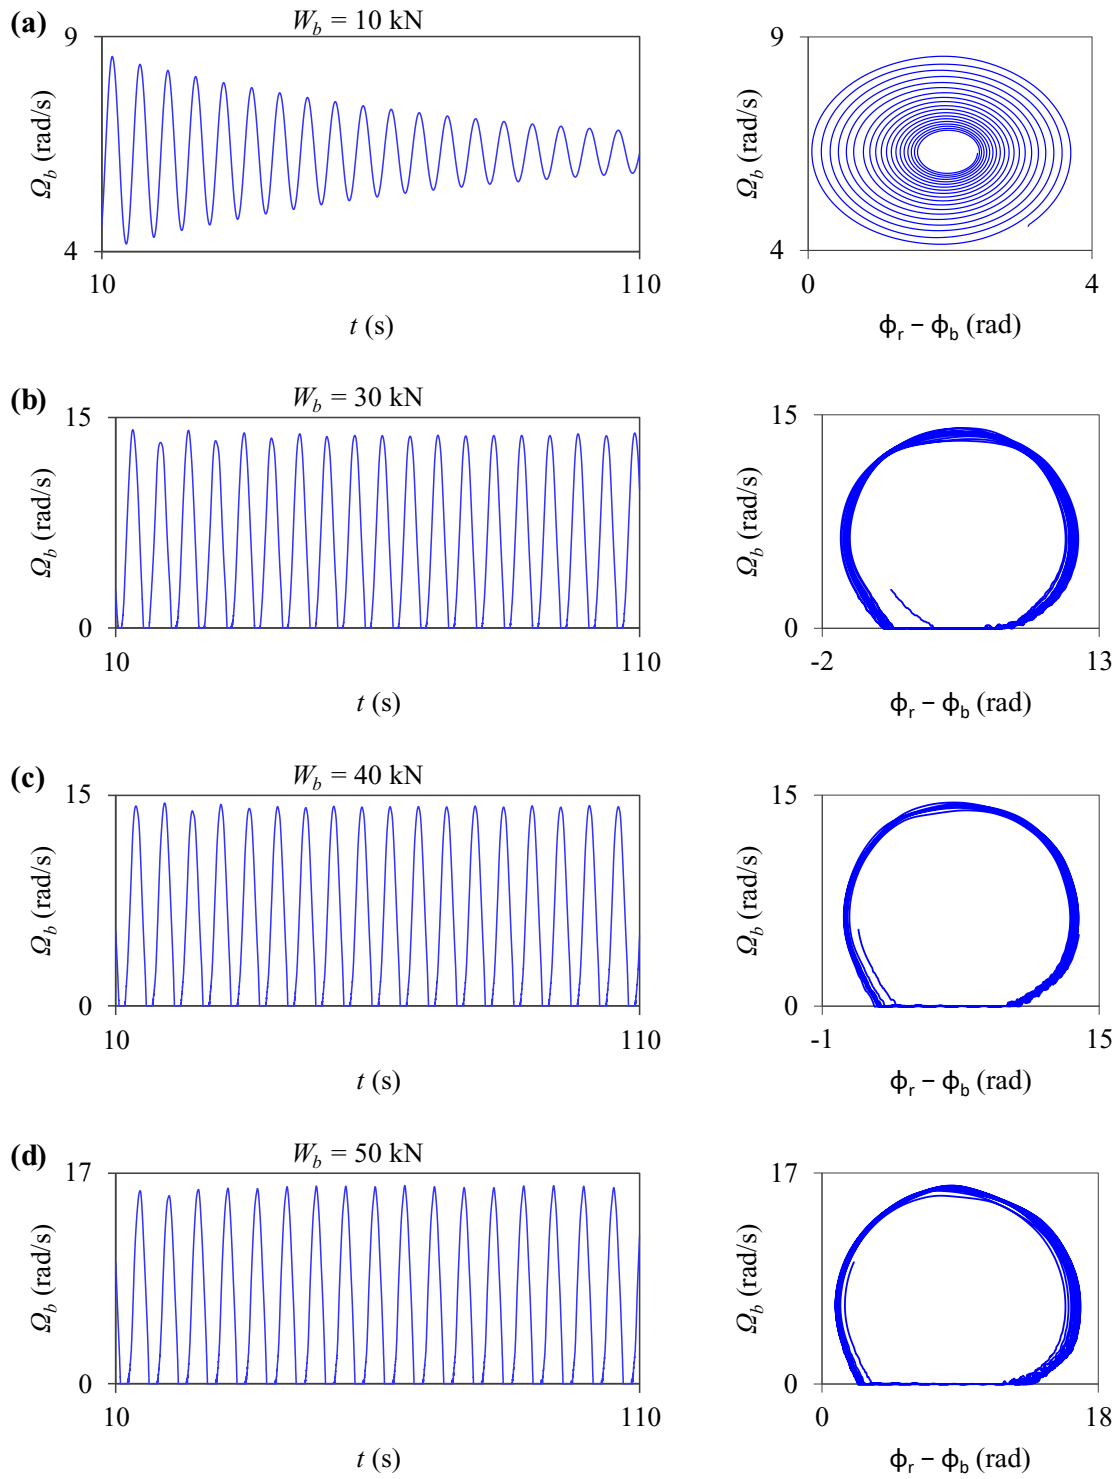 (a)
W_b = 10 kN
9
Ω_b (rad/s)
4
10
110
t (s)
9
Ω_b (rad/s)
4
0
4
ϕ_r − ϕ_b (rad)
(b)
W_b = 30 kN
15
Ω_b (rad/s)
0
10
110
t (s)
15
Ω_b (rad/s)
0
-2
13
ϕ_r − ϕ_b (rad)
(c)
W_b = 40 kN
15
Ω_b (rad/s)
0
10
110
t (s)
15
Ω_b (rad/s)
0
-1
15
ϕ_r − ϕ_b (rad)
(d)
W_b = 50 kN
17
Ω_b (rad/s)
0
10
110
t (s)
17
Ω_b (rad/s)
0
0
18
ϕ_r − ϕ_b (rad)